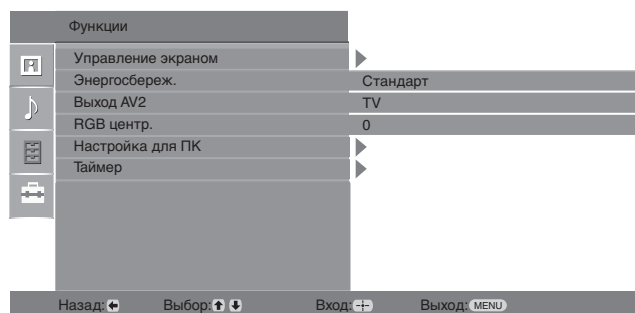 Функции
Управление экраном
Энергосбереж. Стандарт
Выход AV2 TV
RGB центр. 0
Настройка для ПК
Таймер
Назад: Выбор: Вход: Выход: MENU